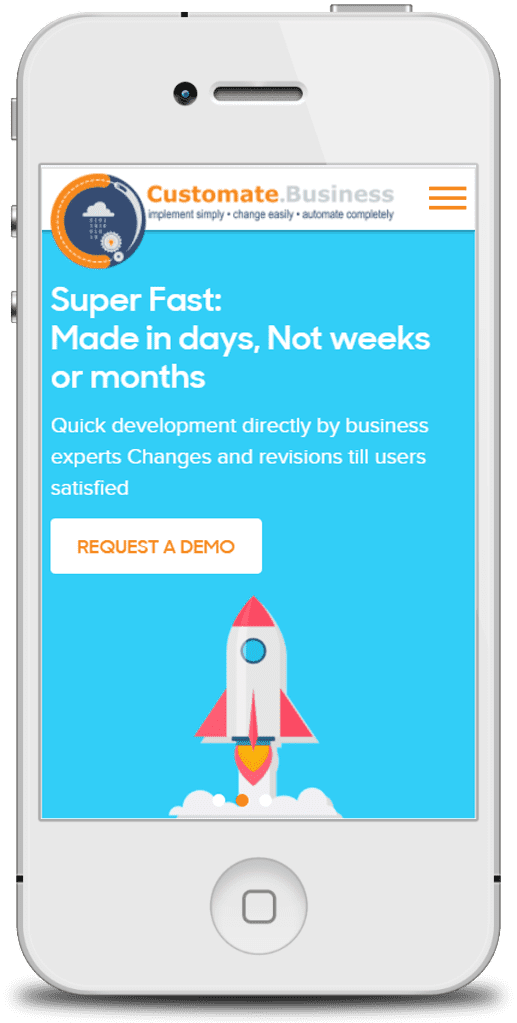 Customate.Business
implement simply • change easily • automate completely
Super Fast:
Made in days, Not weeks
or months
Quick development directly by business
experts Changes and revisions till users
satisfied
REQUEST A DEMO